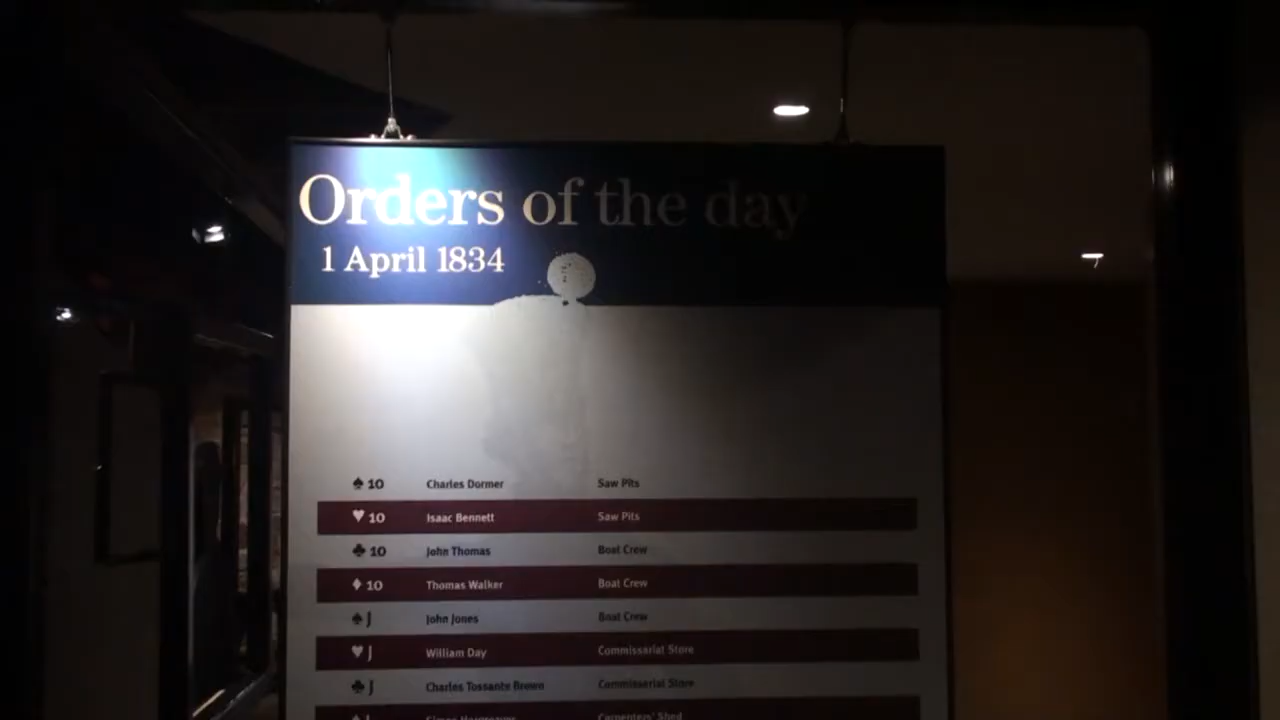 Orders of the day
1 April 1834
♠ 10 Charles Dormer Saw Pits
♥ 10 Isaac Bennett Saw Pits
♣ 10 John Thomas Boat Crew
♦ 10 Thomas Walker Boat Crew
♠ J John Jones Boat Crew
♥ J William Day Commissariat Store
♣ J Charles Tossante Brown Commissariat Store
Carpenters' Shed